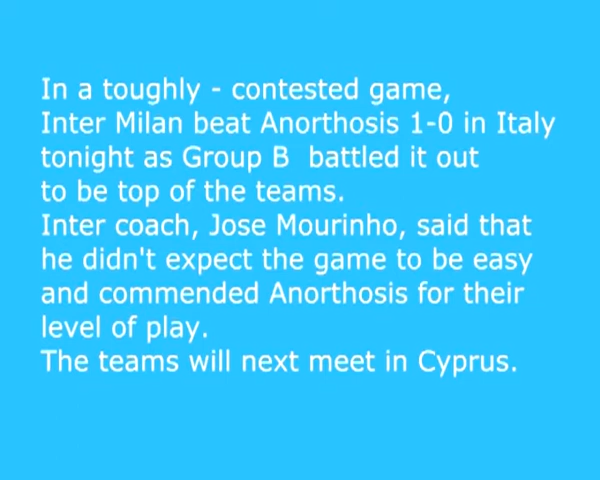 In a toughly - contested game,
Inter Milan beat Anorthosis 1-0 in Italy
tonight as Group B  battled it out
to be top of the teams.
Inter coach, Jose Mourinho, said that
he didn't expect the game to be easy
and commended Anorthosis for their
level of play.
The teams will next meet in Cyprus.